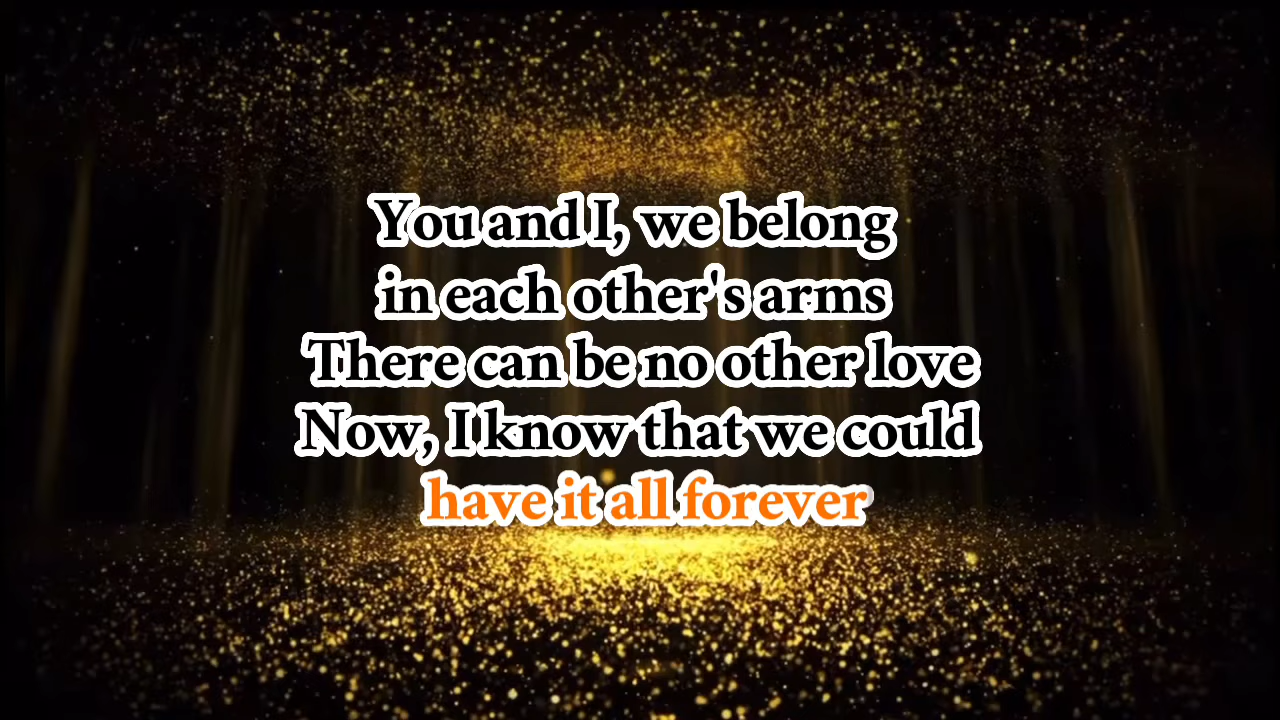 You and I, we belong
in each other's arms
There can be no other love
Now, I know that we could
have it all forever